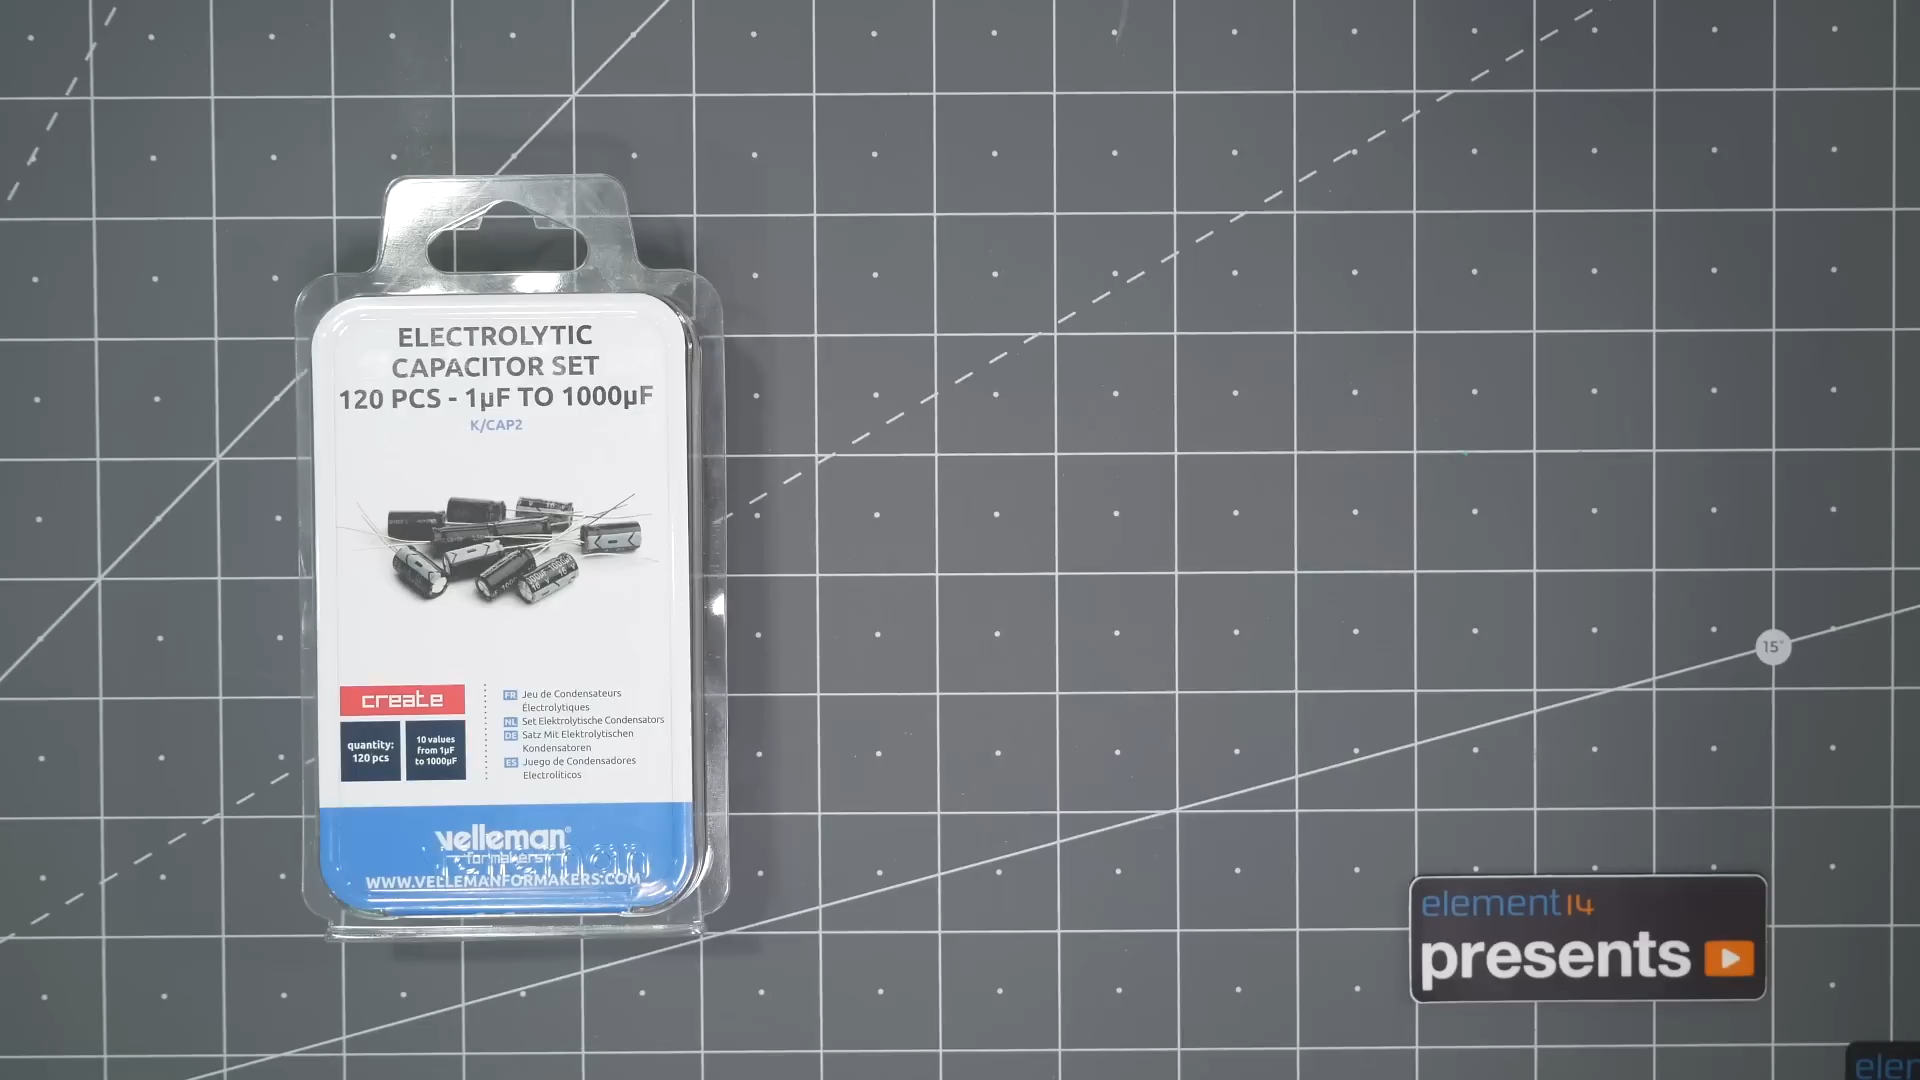 ELECTROLYTIC
CAPACITOR SET
120 PCS - 1µF TO 1000µF
K/CAP2
create
quantity:
120 pcs
10 values
from 1µF
to 1000µF
FR Jeu de Condensateurs
Électrolytiques
NL Set Elektrolytische Condensators
DE Satz Mit Elektrolytischen
Kondensatoren
ES Juego de Condensadores
Electrolíticos
velleman®
formakers
WWW.VELLEMANFORMAKERS.COM
15°
element14
presents
elem